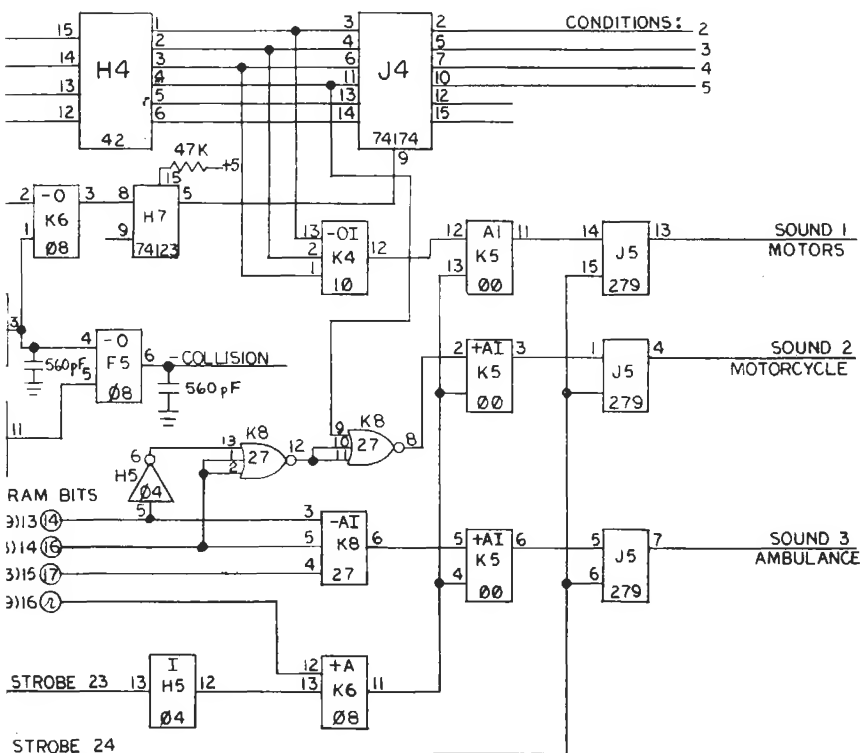 CONDITIONS:
15 1 3 2 2
14 2 4 5 3
13 3 6 7 4
12 4 11 10 5
5 13 12
6 14 15
H4
42
J4
74174
9
47K
+5
15
2 -O 3
K6
1
Ø8
8 5
H7
9
74123
13 -OI
2 K4 12
1
10
12 AI 11
K5
13
00
14 13
J5
15
279
SOUND 1
MOTORS
3
560pF
4 -O
F5 6
5
Ø8
-COLLISION
560pF
2 +AI 3
K5
00
1 4
J5
279
SOUND 2
MOTORCYCLE
11
K8
13 12
1 27
2
K8
9 8
10 27
11
6
H5
Ø4
5
RAM BITS
13 14
14 16
15 17
16 r
3 -AI
5 K8 6
4
27
5 +AI 6
K5
4
00
5 7
J5
6
279
SOUND 3
AMBULANCE
STROBE 23
13 I 12
H5
Ø4
12 +A
13 K6 11
Ø8
STROBE 24